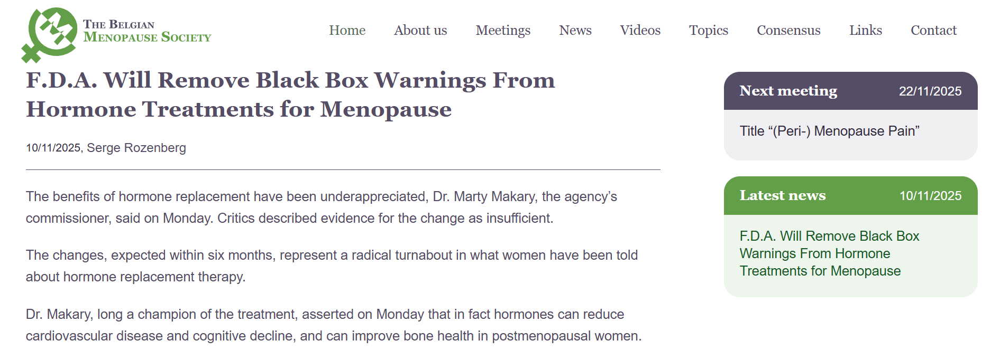 The Belgian
Menopause Society
Home About us Meetings News Videos Topics Consensus Links Contact
F.D.A. Will Remove Black Box Warnings From
Hormone Treatments for Menopause
10/11/2025, Serge Rozenberg
The benefits of hormone replacement have been underappreciated, Dr. Marty Makary, the agency’s
commissioner, said on Monday. Critics described evidence for the change as insufficient.
The changes, expected within six months, represent a radical turnabout in what women have been told
about hormone replacement therapy.
Dr. Makary, long a champion of the treatment, asserted on Monday that in fact hormones can reduce
cardiovascular disease and cognitive decline, and can improve bone health in postmenopausal women.
Next meeting 22/11/2025
Title “(Peri-) Menopause Pain”
Latest news 10/11/2025
F.D.A. Will Remove Black Box
Warnings From Hormone
Treatments for Menopause